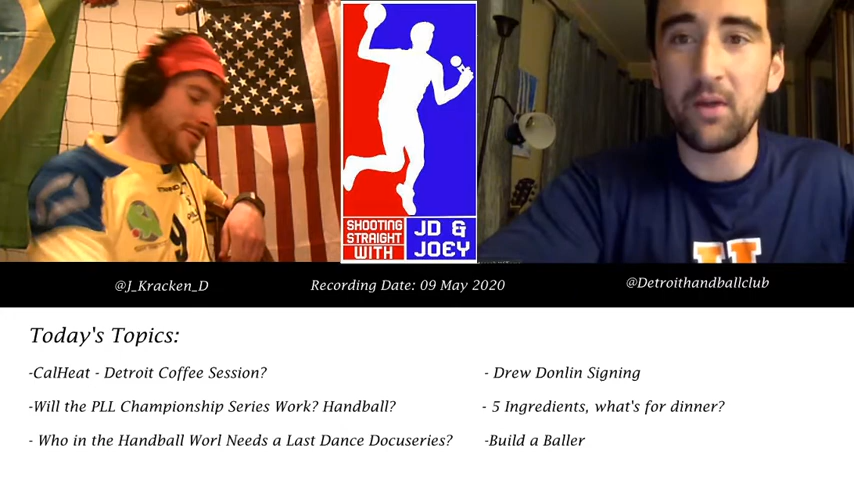 9
SHOOTING
STRAIGHT
WITH
JD &
JOEY
@J_Kracken_D
Recording Date: 09 May 2020
@Detroithandballclub
Today's Topics:
-CalHeat - Detroit Coffee Session?
- Drew Donlin Signing
-Will the PLL Championship Series Work? Handball?
- 5 Ingredients, what's for dinner?
- Who in the Handball Worl Needs a Last Dance Docuseries?
-Build a Baller